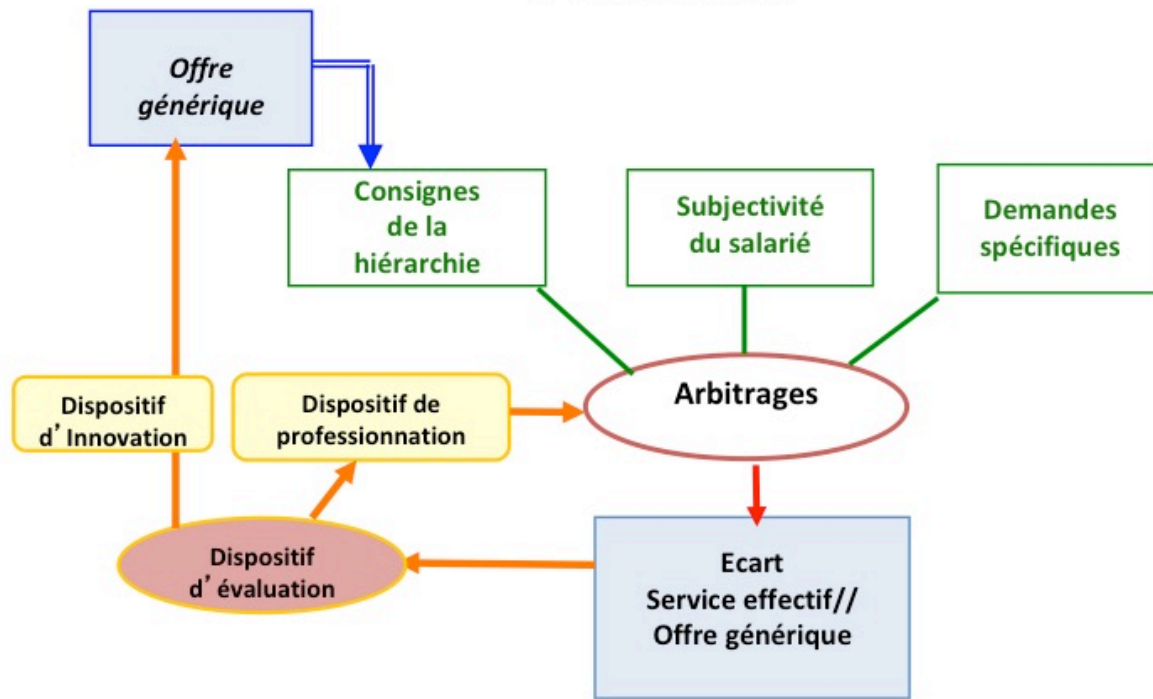 Offre
générique
Consignes
de la
hiérarchie
Subjectivité
du salarié
Demandes
spécifiques
Dispositif
d’Innovation
Dispositif de
professionnation
Arbitrages
Dispositif
d’évaluation
Ecart
Service effectif//
Offre générique